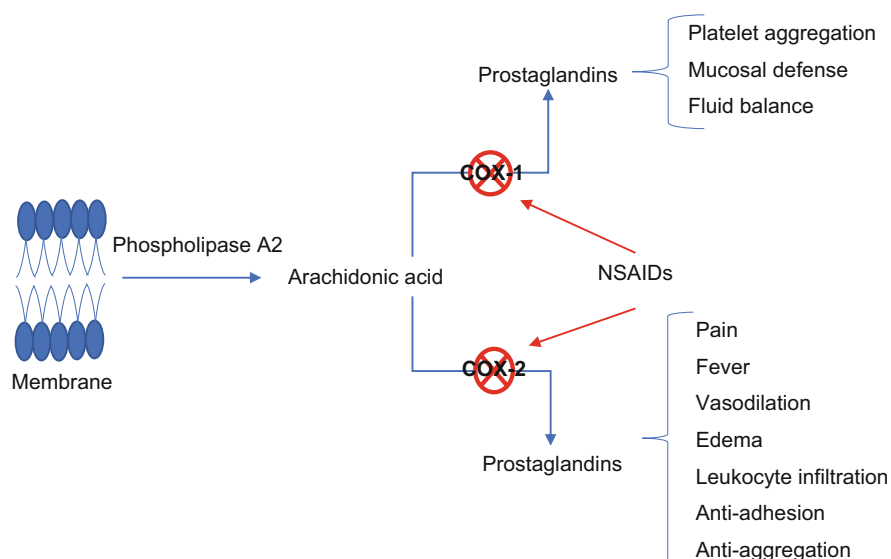 Platelet aggregation
Mucosal defense
Fluid balance
Prostaglandins
COX-1
Phospholipase A2
Arachidonic acid
NSAIDs
Membrane
COX-2
Prostaglandins
Pain
Fever
Vasodilation
Edema
Leukocyte infiltration
Anti-adhesion
Anti-aggregation